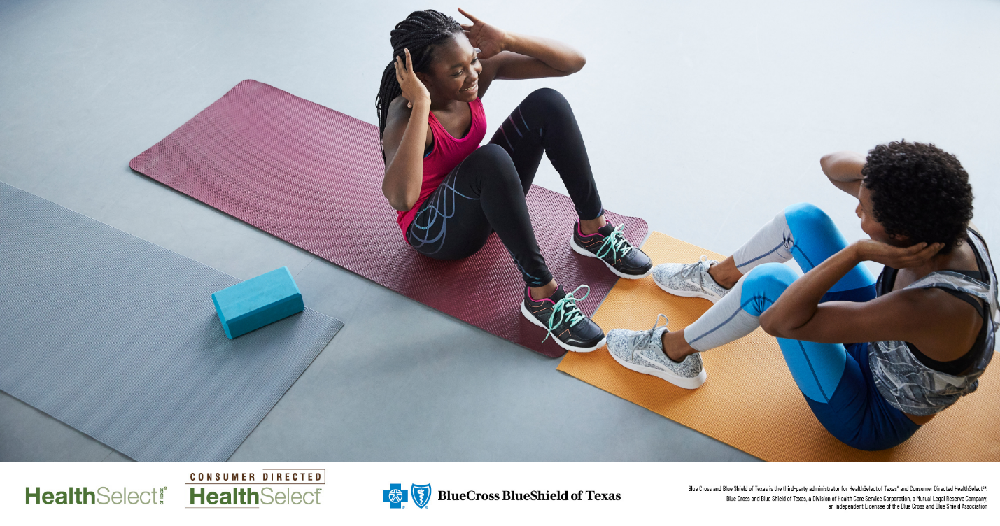 HealthSelect of Texas®
CONSUMER DIRECTED
HealthSelect℠
BlueCross BlueShield of Texas
Blue Cross and Blue Shield of Texas is the third-party administrator for HealthSelect of Texas® and Consumer Directed HealthSelect℠.
Blue Cross and Blue Shield of Texas, a Division of Health Care Service Corporation, a Mutual Legal Reserve Company,
an Independent Licensee of the Blue Cross and Blue Shield Association